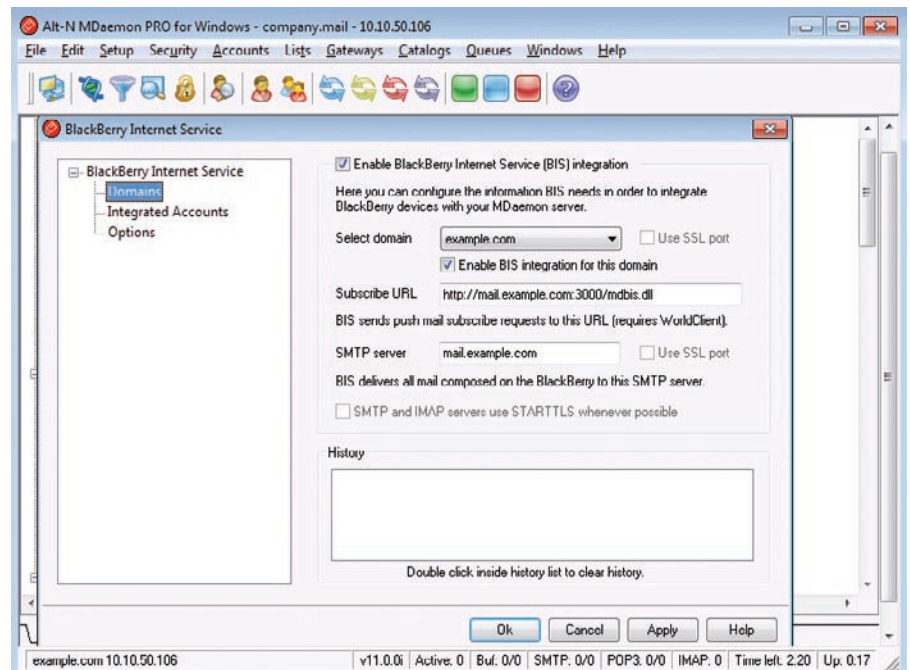 Alt-N MDaemon PRO for Windows - company.mail - 10.10.50.106
File Edit Setup Security Accounts Lists Gateways Catalogs Queues Windows Help
BlackBerry Internet Service
BlackBerry Internet Service
Domains
Integrated Accounts
Options
Enable BlackBerry Internet Service (BIS) integration
Here you can configure the information BIS needs in order to integrate
BlackBerry devices with your MDaemon server.
Select domain example.com Use SSL port
Enable BIS integration for this domain
Subscribe URL http://mail.example.com:3000/mdbis.dll
BIS sends push mail subscribe requests to this URL (requires WorldClient).
SMTP server mail.example.com Use SSL port
BIS delivers all mail composed on the BlackBerry to this SMTP server.
SMTP and IMAP servers use STARTTLS whenever possible
History
Double click inside history list to clear history.
Ok Cancel Apply Help
example.com 10.10.50.106 v11.0.0i Active: 0 Buf: 0/0 SMTP: 0/0 POP3: 0/0 IMAP: 0 Time left: 2:20 Up: 0:17